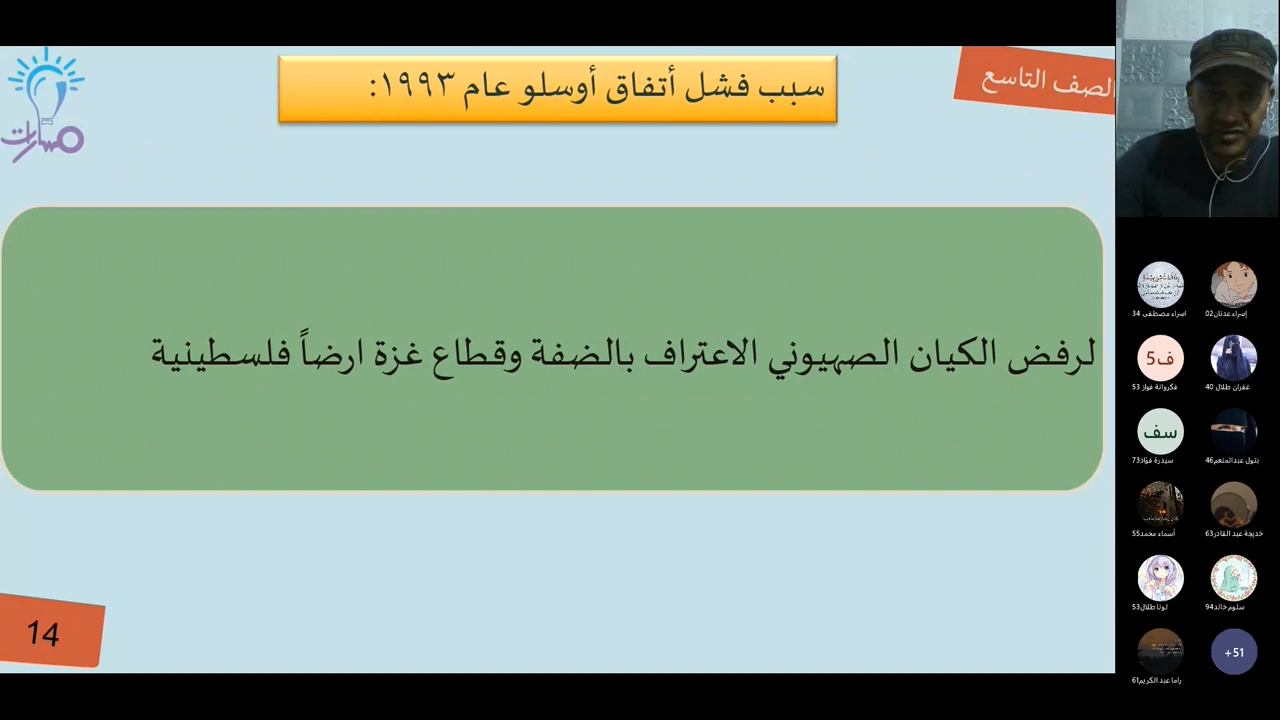 سبب فشل أتفاق أوسلو عام ١٩٩٣:
الصف التاسع
مهارات
لرفض الكيان الصهيوني الاعتراف بالضفة وقطاع غزة ارضاً فلسطينية
14
إسراء عدنان02
اسراء مصطفى 34
غفران طلال 40
ف5
فكروانة فواز 53
بتول عبدالمنعم46
سف
سيدرة فؤاد73
خديجة عبد القادر63
أسماء محمد55
سلوم خالد94
لونا طلال53
+51
راما عبد الكريم61